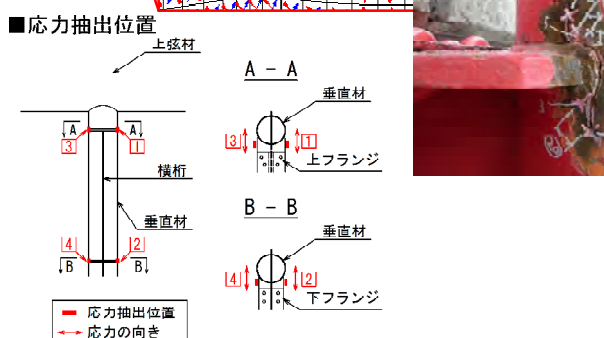 ■応力抽出位置
上弦材
A A
3 1
横桁
垂直材
4 2
B B
応力抽出位置
応力の向き
A - A
垂直材
3 1
上フランジ
B - B
垂直材
4 2
下フランジ